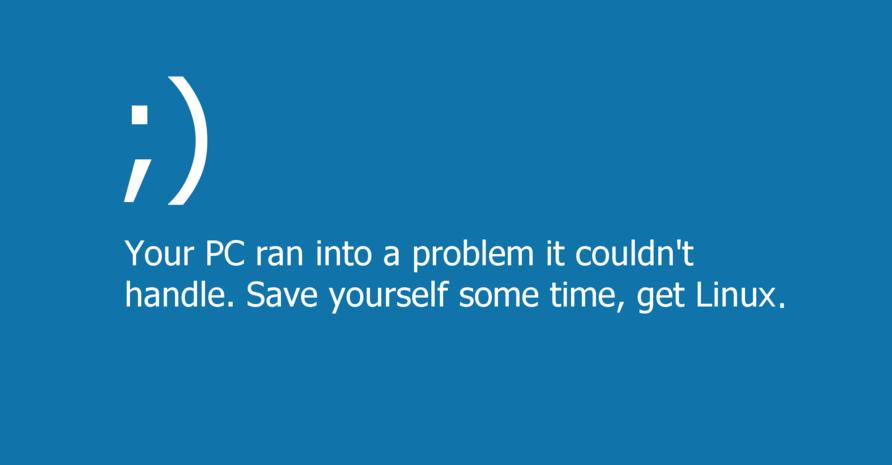 ;)
Your PC ran into a problem it couldn't
handle. Save yourself some time, get Linux.